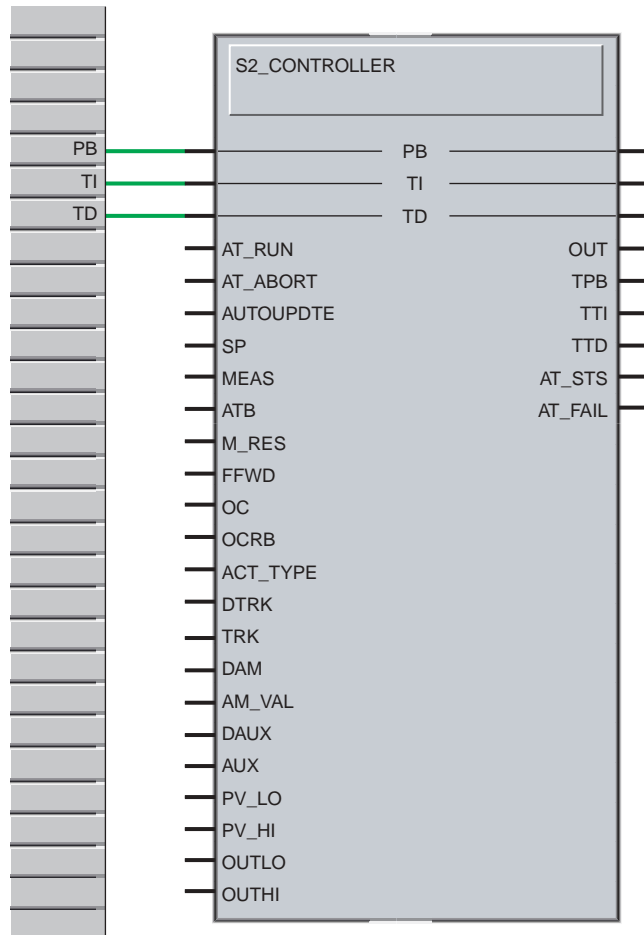 S2_CONTROLLER
PB PB
TI TI
TD TD
AT_RUN OUT
AT_ABORT TPB
AUTOUPDTE TTI
SP TTD
MEAS AT_STS
ATB AT_FAIL
M_RES
FFWD
OC
OCRB
ACT_TYPE
DTRK
TRK
DAM
AM_VAL
DAUX
AUX
PV_LO
PV_HI
OUTLO
OUTHI